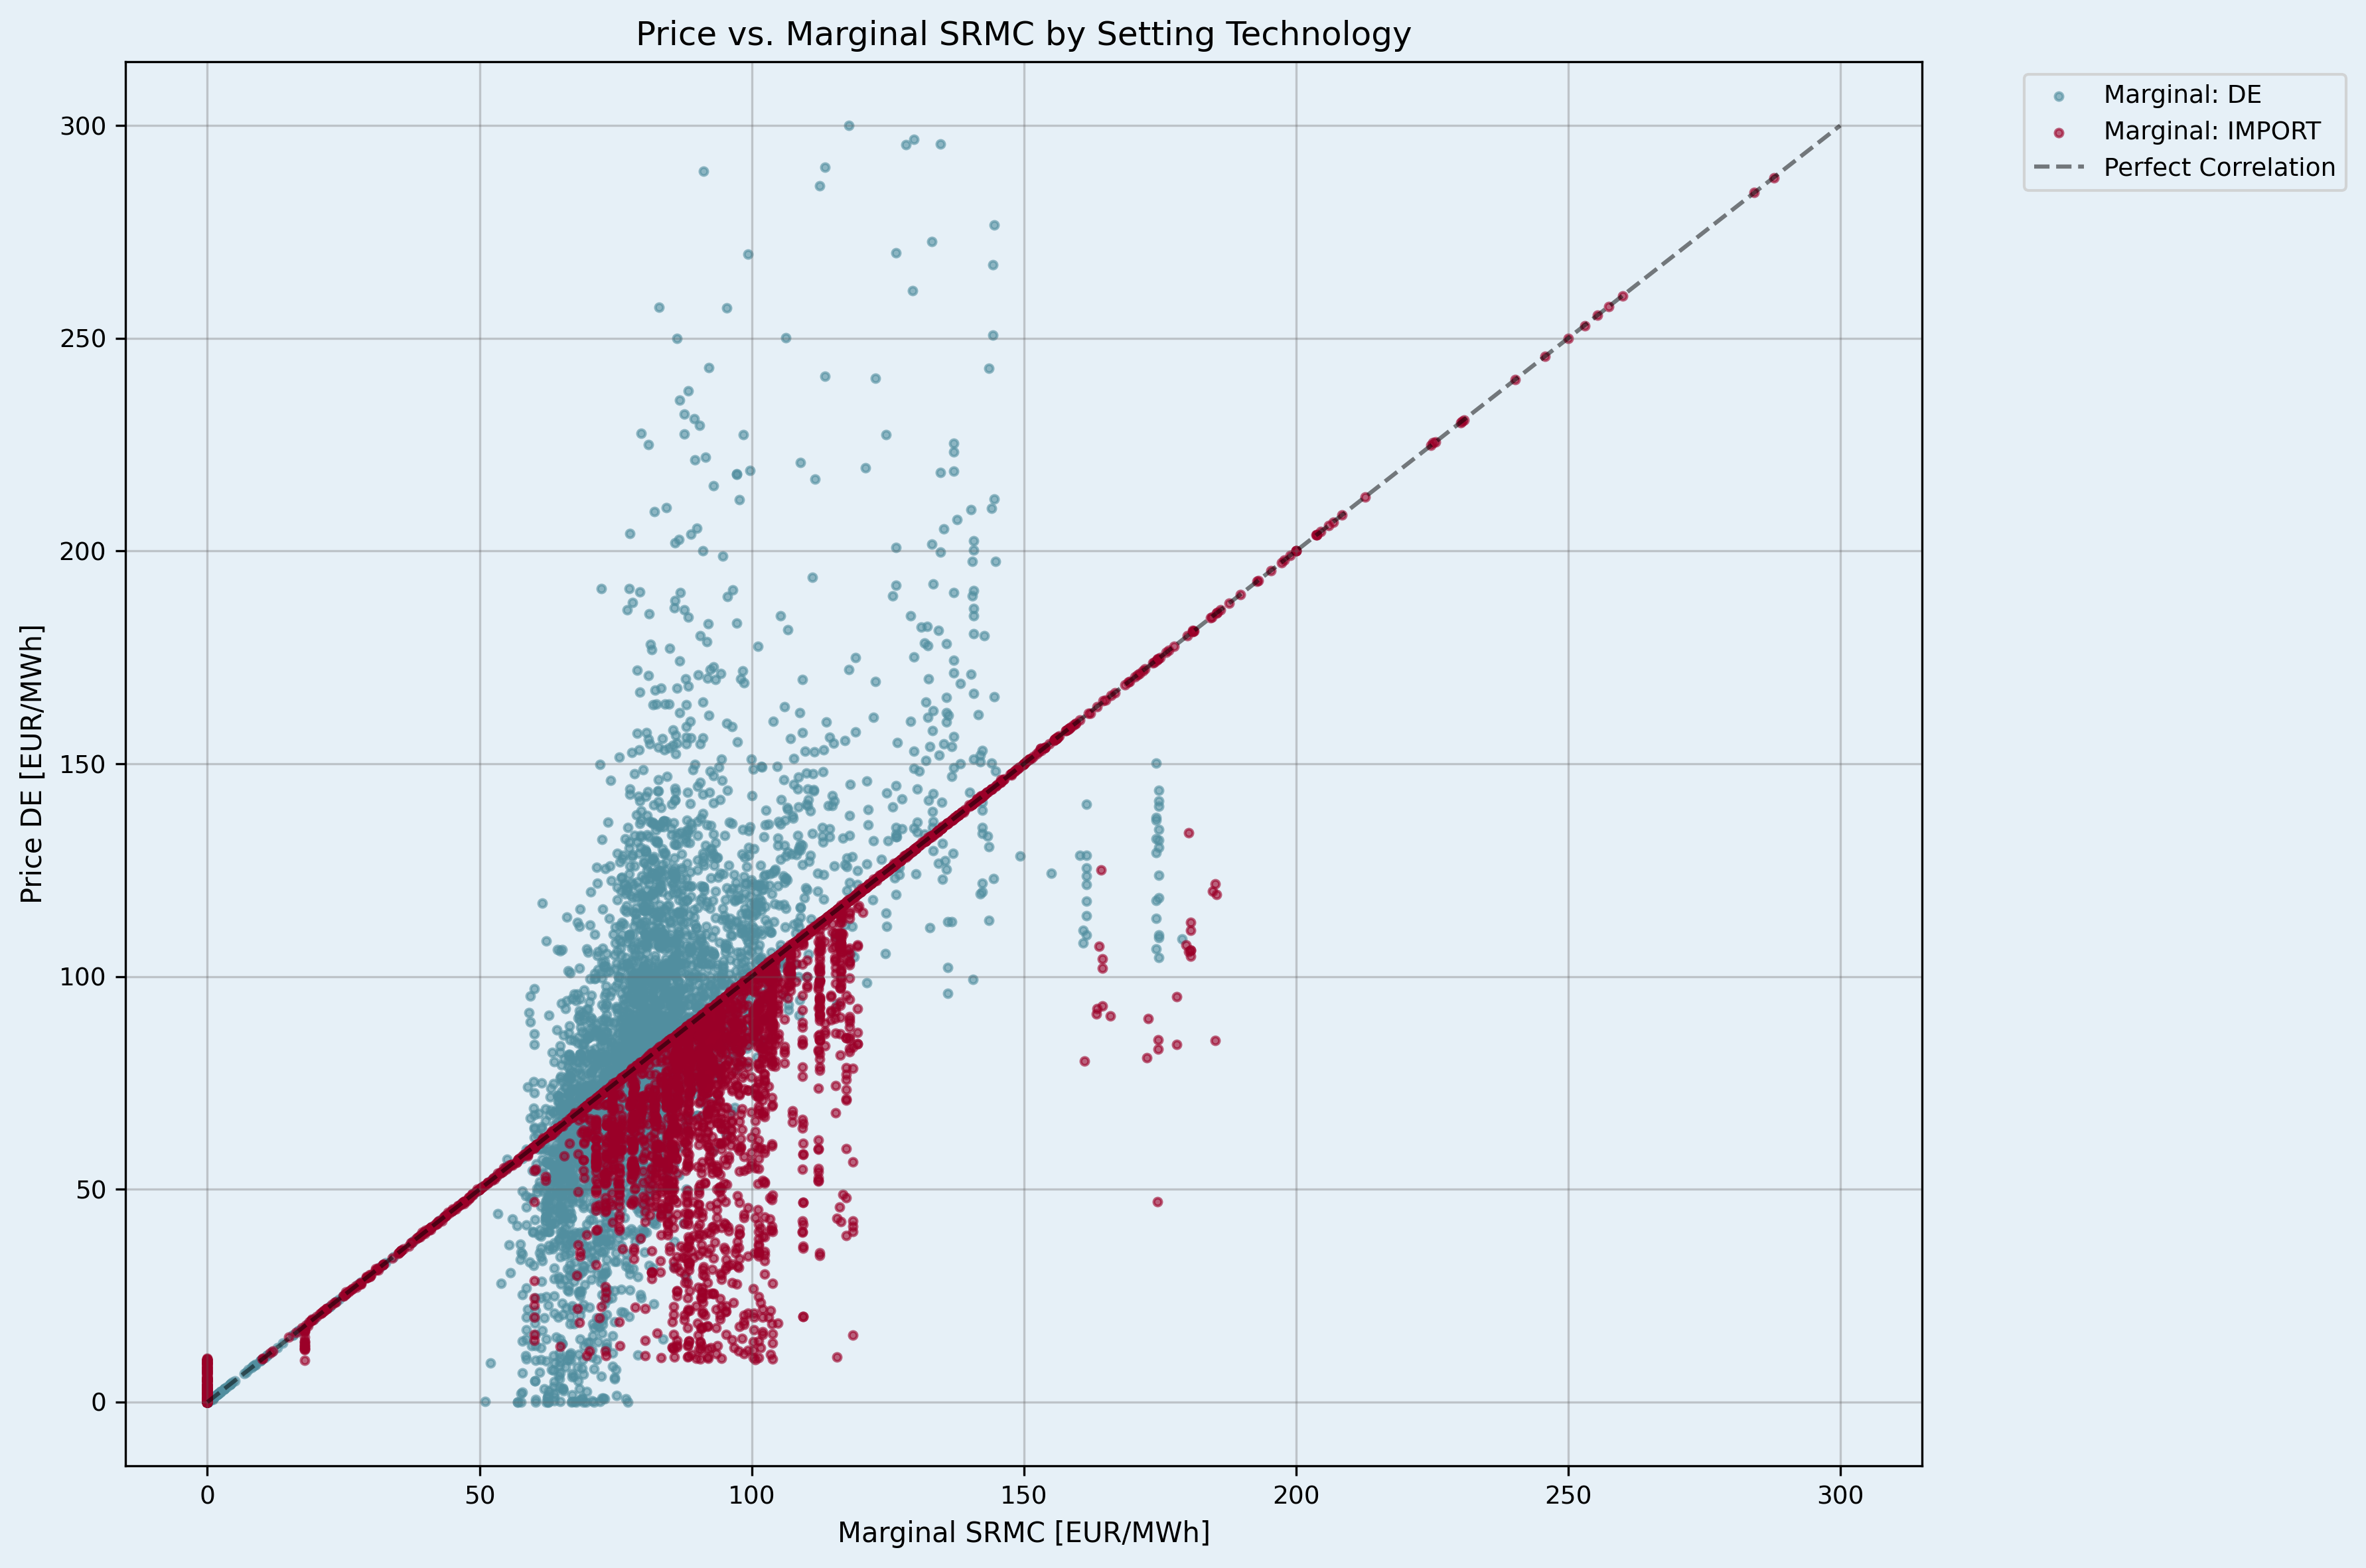 Price vs. Marginal SRMC by Setting Technology
Marginal: DE
Marginal: IMPORT
Perfect Correlation
Price DE [EUR/MWh]
300
250
200
150
100
50
0
0 50 100 150 200 250 300
Marginal SRMC [EUR/MWh]